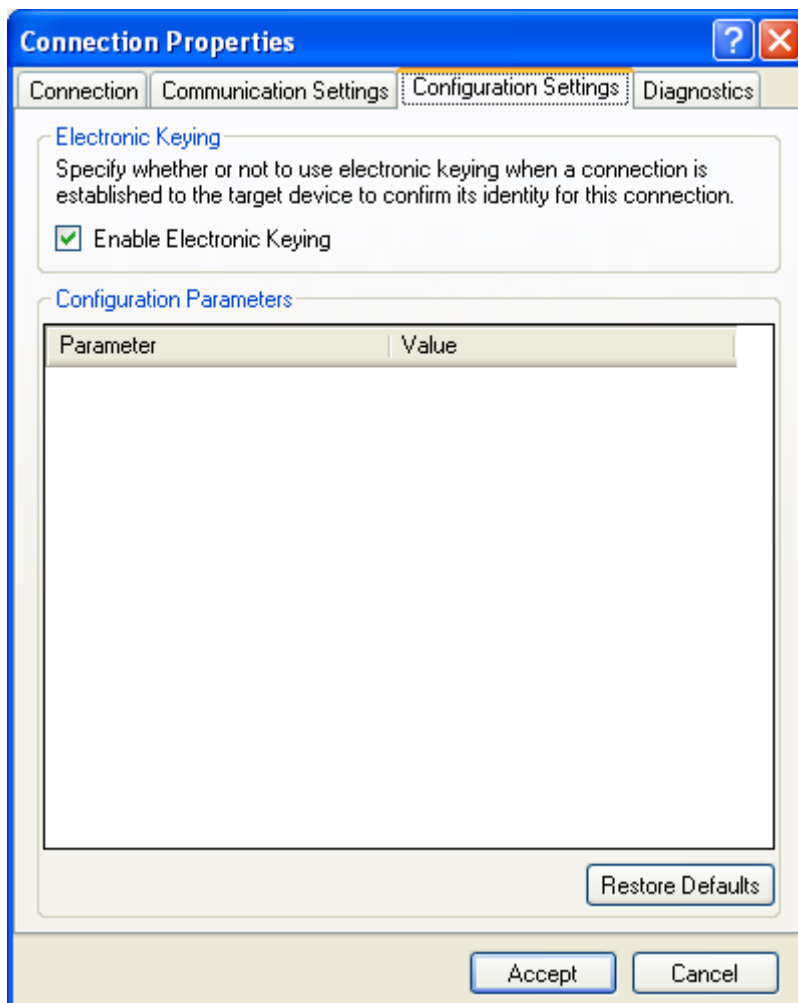 Connection Properties
Connection Communication Settings Configuration Settings Diagnostics
Electronic Keying
Specify whether or not to use electronic keying when a connection is
established to the target device to confirm its identity for this connection.
Enable Electronic Keying
Configuration Parameters
Parameter Value
Restore Defaults
Accept Cancel